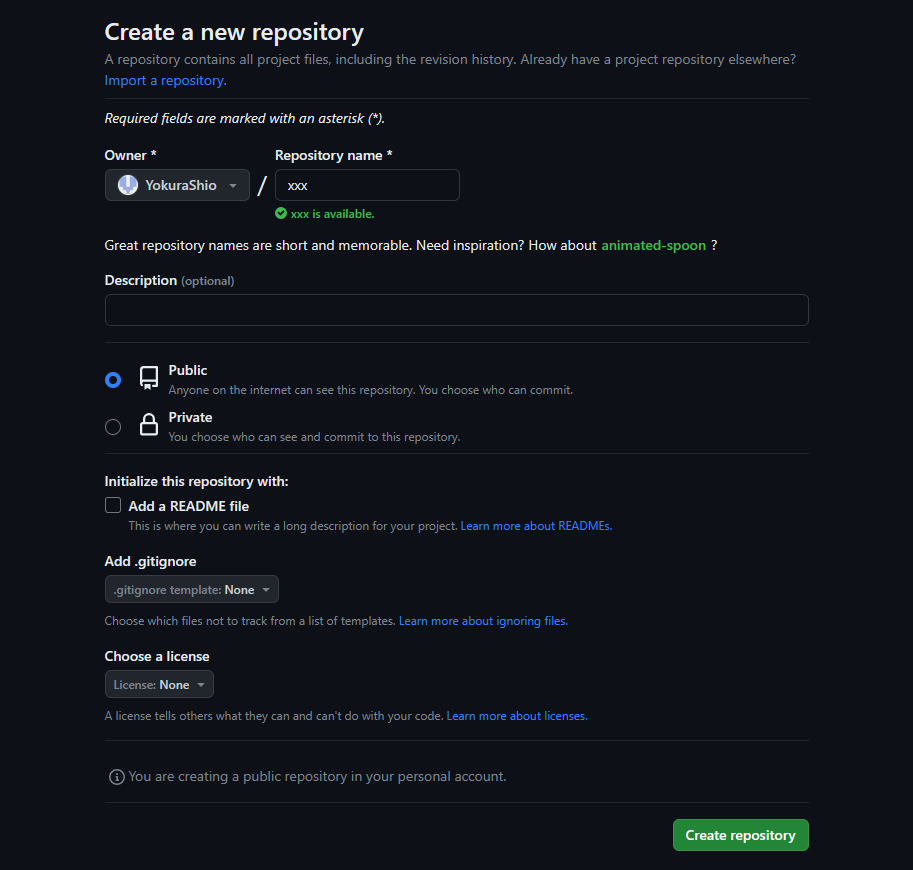 Create a new repository
A repository contains all project files, including the revision history. Already have a project repository elsewhere?
Import a repository.
Required fields are marked with an asterisk (*).
Owner *
Repository name *
YokuraShio
/
xxx
xxx is available.
Great repository names are short and memorable. Need inspiration? How about animated-spoon ?
Description (optional)
Public
Anyone on the internet can see this repository. You choose who can commit.
Private
You choose who can see and commit to this repository.
Initialize this repository with:
Add a README file
This is where you can write a long description for your project. Learn more about READMEs.
Add .gitignore
.gitignore template: None
Choose which files not to track from a list of templates. Learn more about ignoring files.
Choose a license
License: None
A license tells others what they can and can't do with your code. Learn more about licenses.
You are creating a public repository in your personal account.
Create repository